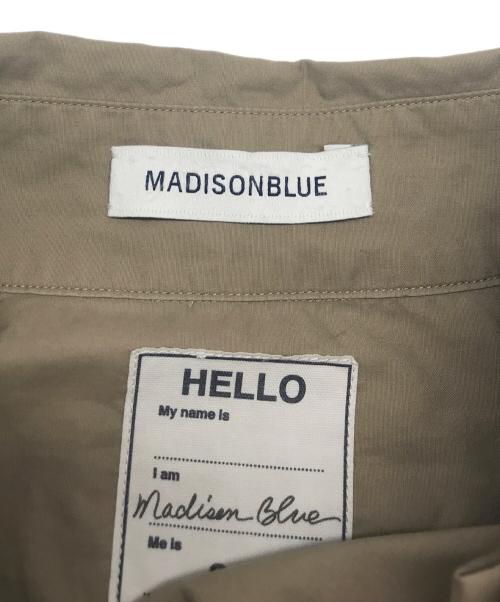 MADISONBLUE
HELLO
My name is
I am
Madison Blue
Me is